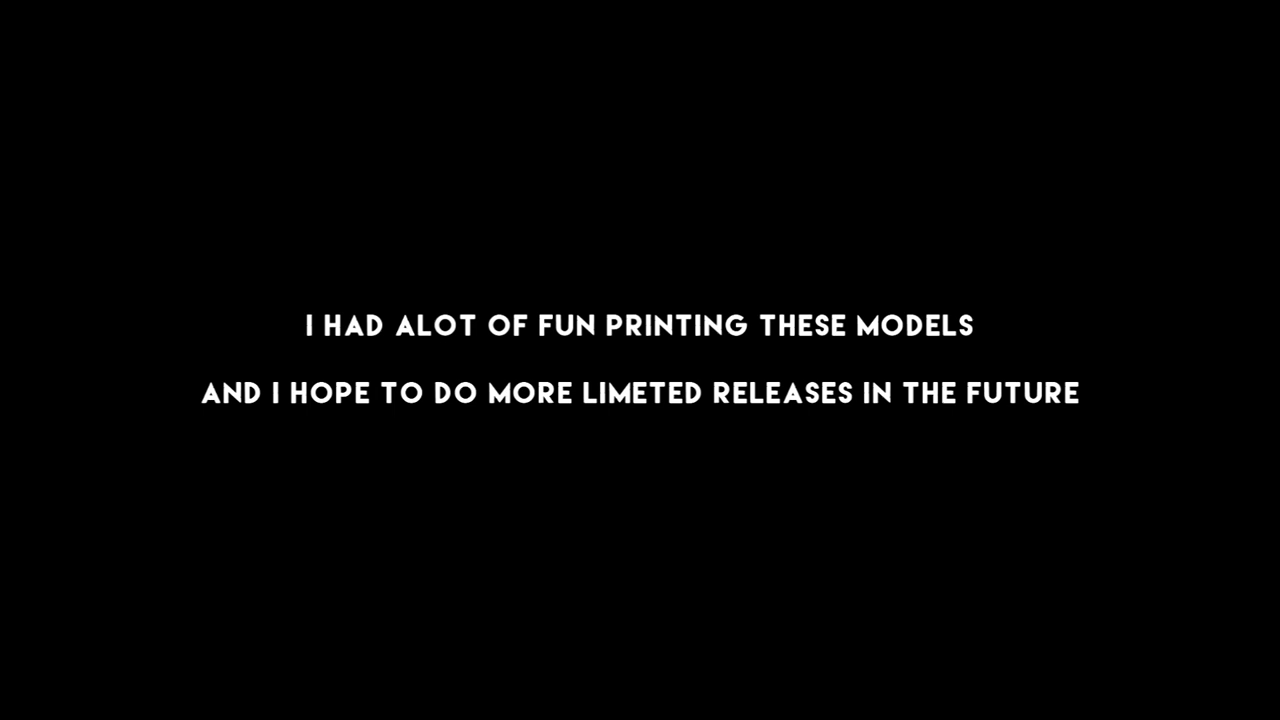 I HAD ALOT OF FUN PRINTING THESE MODELS
AND I HOPE TO DO MORE LIMETED RELEASES IN THE FUTURE